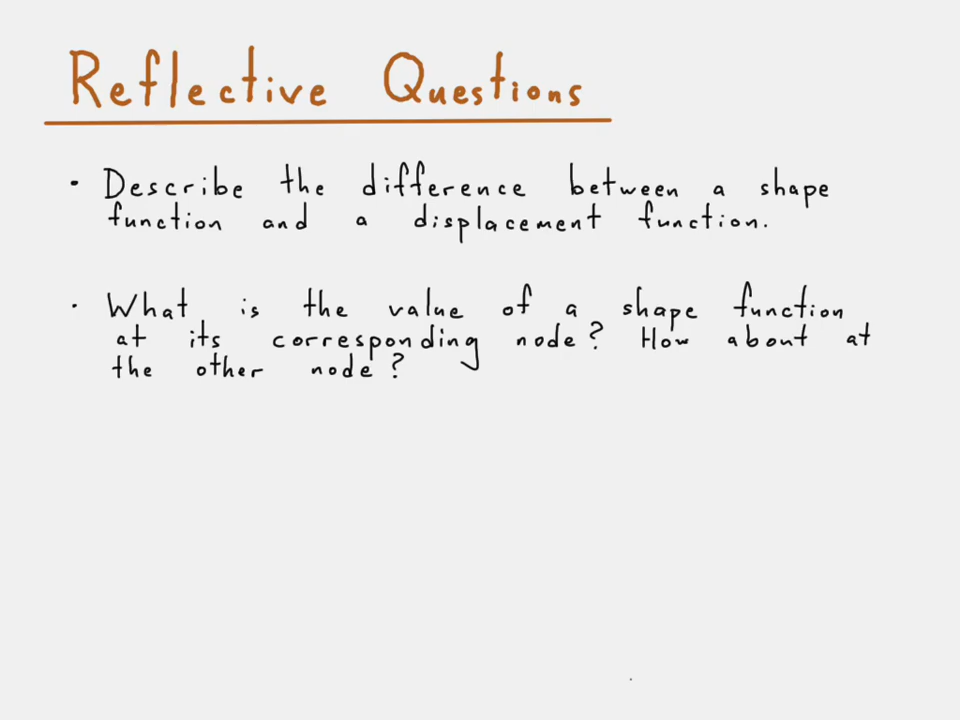 Reflective Questions
• Describe the difference between a shape
function and a displacement function.
• What is the value of a shape function
at its corresponding node? How about at
the other node?